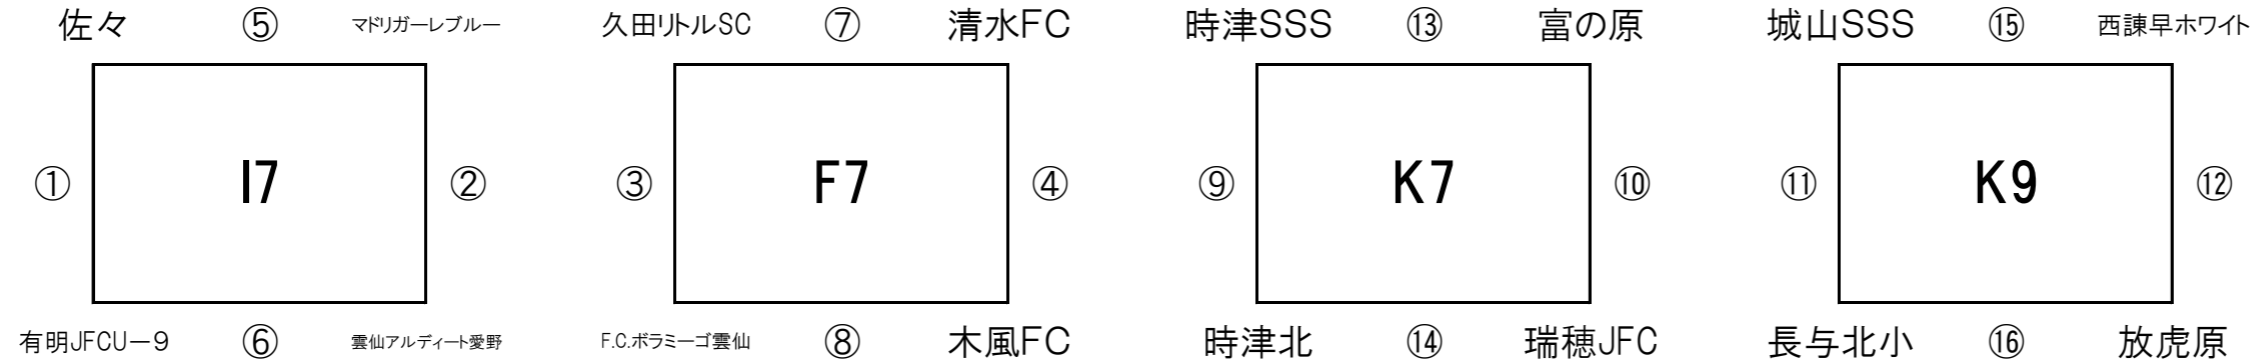 佐々 ⑤ マドリガーレブルー 久田リトルSC ⑦ 清水FC 時津SSS ⑬ 富の原 城山SSS ⑮ 西諫早ホワイト
① I7 ② ③ F7 ④ ⑨ K7 ⑩ ⑪ K9 ⑫
有明JFCU－9 ⑥ 雲仙アルディート愛野 F.C.ボラミーゴ雲仙 ⑧ 木風FC 時津北 ⑭ 瑞穂JFC 長与北小 ⑯ 放虎原